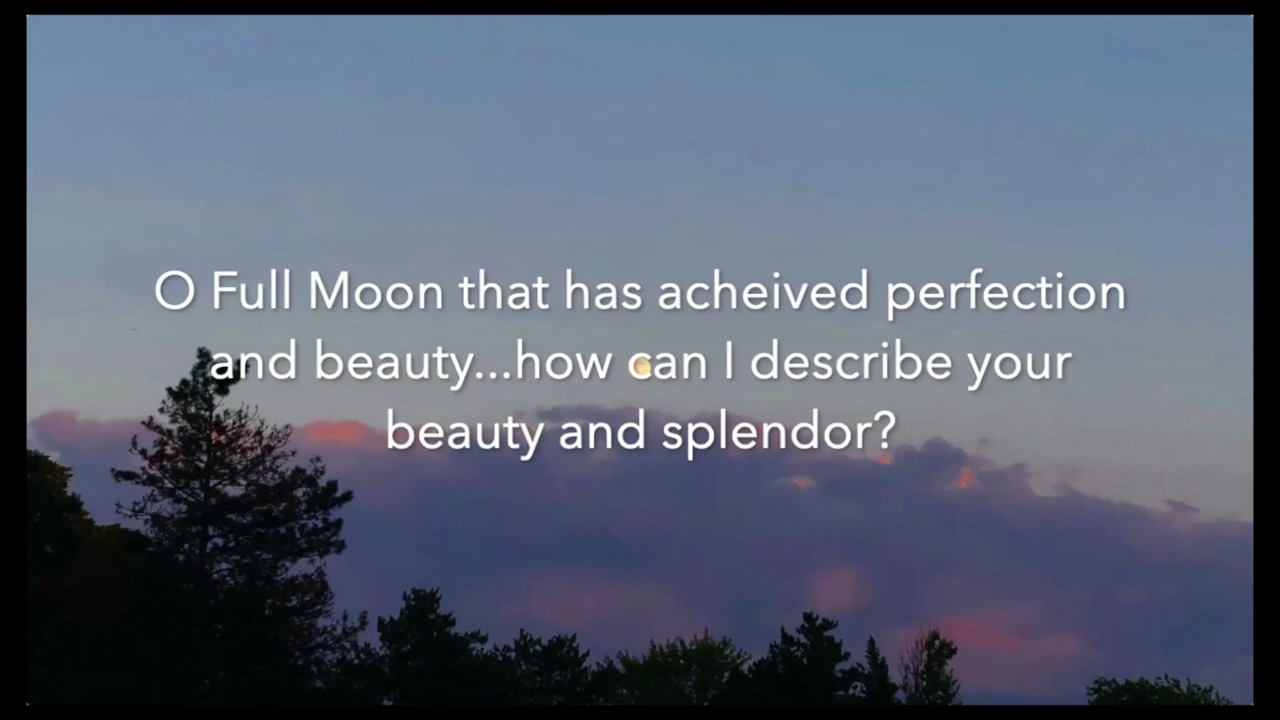 O Full Moon that has acheived perfection
and beauty...how can I describe your
beauty and splendor?